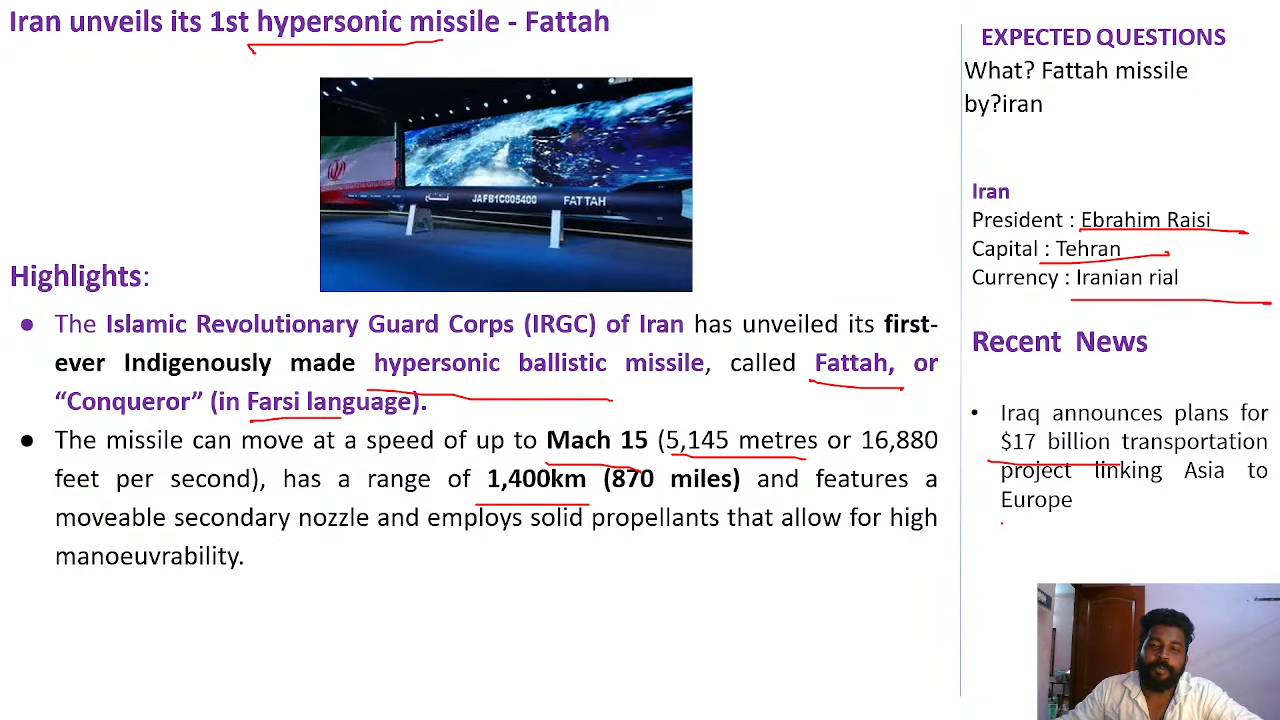 Iran unveils its 1st hypersonic missile - Fattah
JAFB1C005400 FATTAH
Highlights:
● The Islamic Revolutionary Guard Corps (IRGC) of Iran has unveiled its first-
ever Indigenously made hypersonic ballistic missile, called Fattah, or
“Conqueror” (in Farsi language).
● The missile can move at a speed of up to Mach 15 (5,145 metres or 16,880
feet per second), has a range of 1,400km (870 miles) and features a
moveable secondary nozzle and employs solid propellants that allow for high
manoeuvrability.
EXPECTED QUESTIONS
What? Fattah missile
by?iran
Iran
President : Ebrahim Raisi
Capital : Tehran
Currency : Iranian rial
Recent News
• Iraq announces plans for
$17 billion transportation
project linking Asia to
Europe